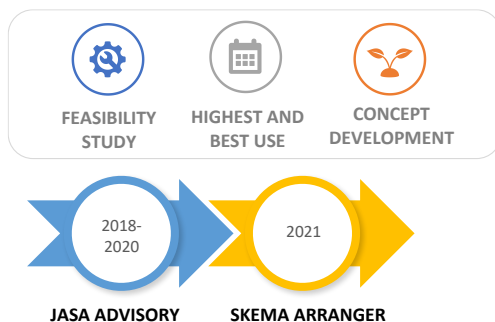 FEASIBILITY
STUDY
HIGHEST AND
BEST USE
CONCEPT
DEVELOPMENT
2018-
2020
2021
JASA ADVISORY
SKEMA ARRANGER